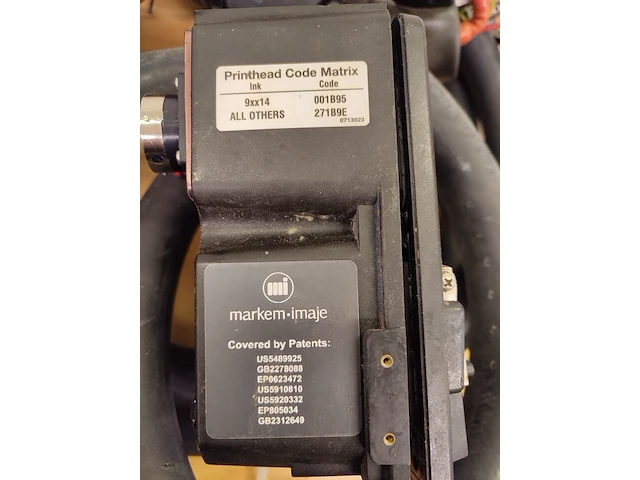 Printhead Code Matrix
Ink Code
9xx14 001B95
ALL OTHERS 271B9E
0713023
mi
markem·imaje
Covered by Patents:
US5489925
GB2278088
EP0623472
US5910810
US5920332
EP805034
GB2312649